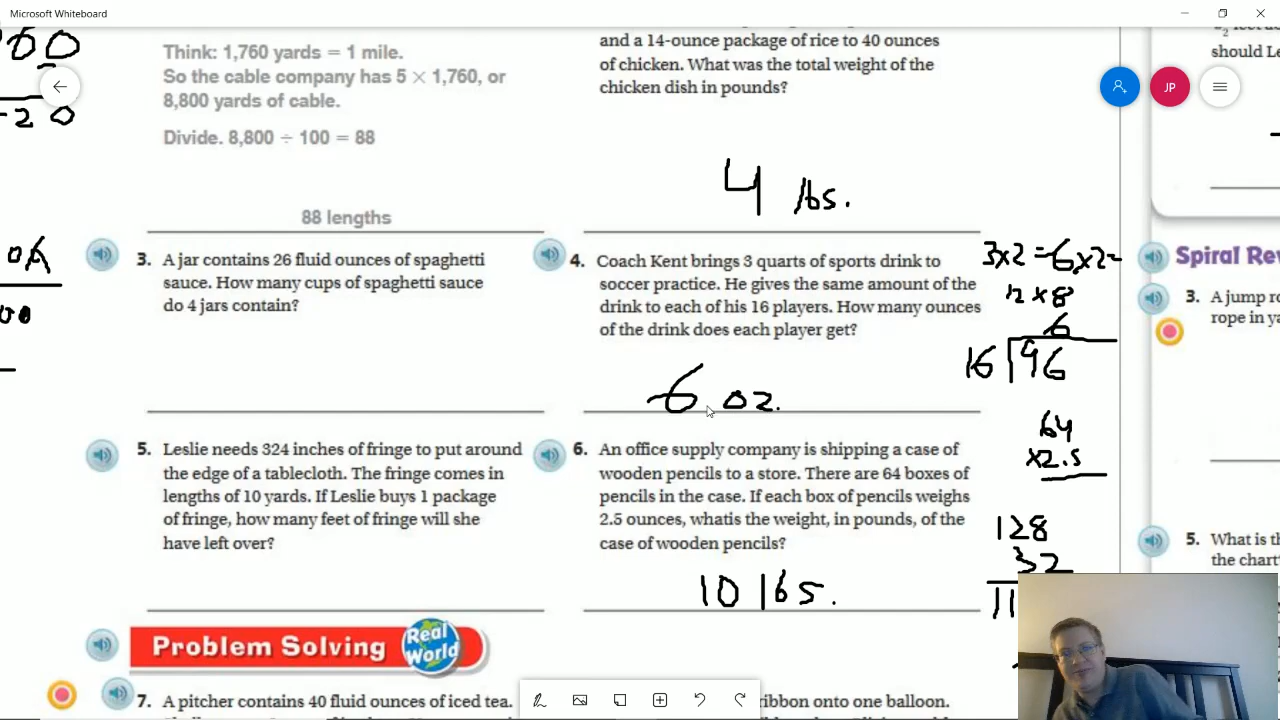 Microsoft Whiteboard
60
-20
Think: 1,760 yards = 1 mile.
So the cable company has 5 × 1,760, or
8,800 yards of cable.
Divide. 8,800 ÷ 100 = 88
88 lengths
and a 14-ounce package of rice to 40 ounces
of chicken. What was the total weight of the
chicken dish in pounds?
4 lbs.
JP
should Le
3. A jar contains 26 fluid ounces of spaghetti
sauce. How many cups of spaghetti sauce
do 4 jars contain?
4. Coach Kent brings 3 quarts of sports drink to
soccer practice. He gives the same amount of the
drink to each of his 16 players. How many ounces
of the drink does each player get?
6 oz.
3x2=6x2=
12 x 8
6
16 96
64
x2.5
128
32
5. Leslie needs 324 inches of fringe to put around
the edge of a tablecloth. The fringe comes in
lengths of 10 yards. If Leslie buys 1 package
of fringe, how many feet of fringe will she
have left over?
6. An office supply company is shipping a case of
wooden pencils to a store. There are 64 boxes of
pencils in the case. If each box of pencils weighs
2.5 ounces, whatis the weight, in pounds, of the
case of wooden pencils?
10 lbs.
Spiral Re
3. A jump r
rope in ya
5. What is th
the chart
Problem Solving Real World
7. A pitcher contains 40 fluid ounces of iced tea.
ribbon onto one balloon.